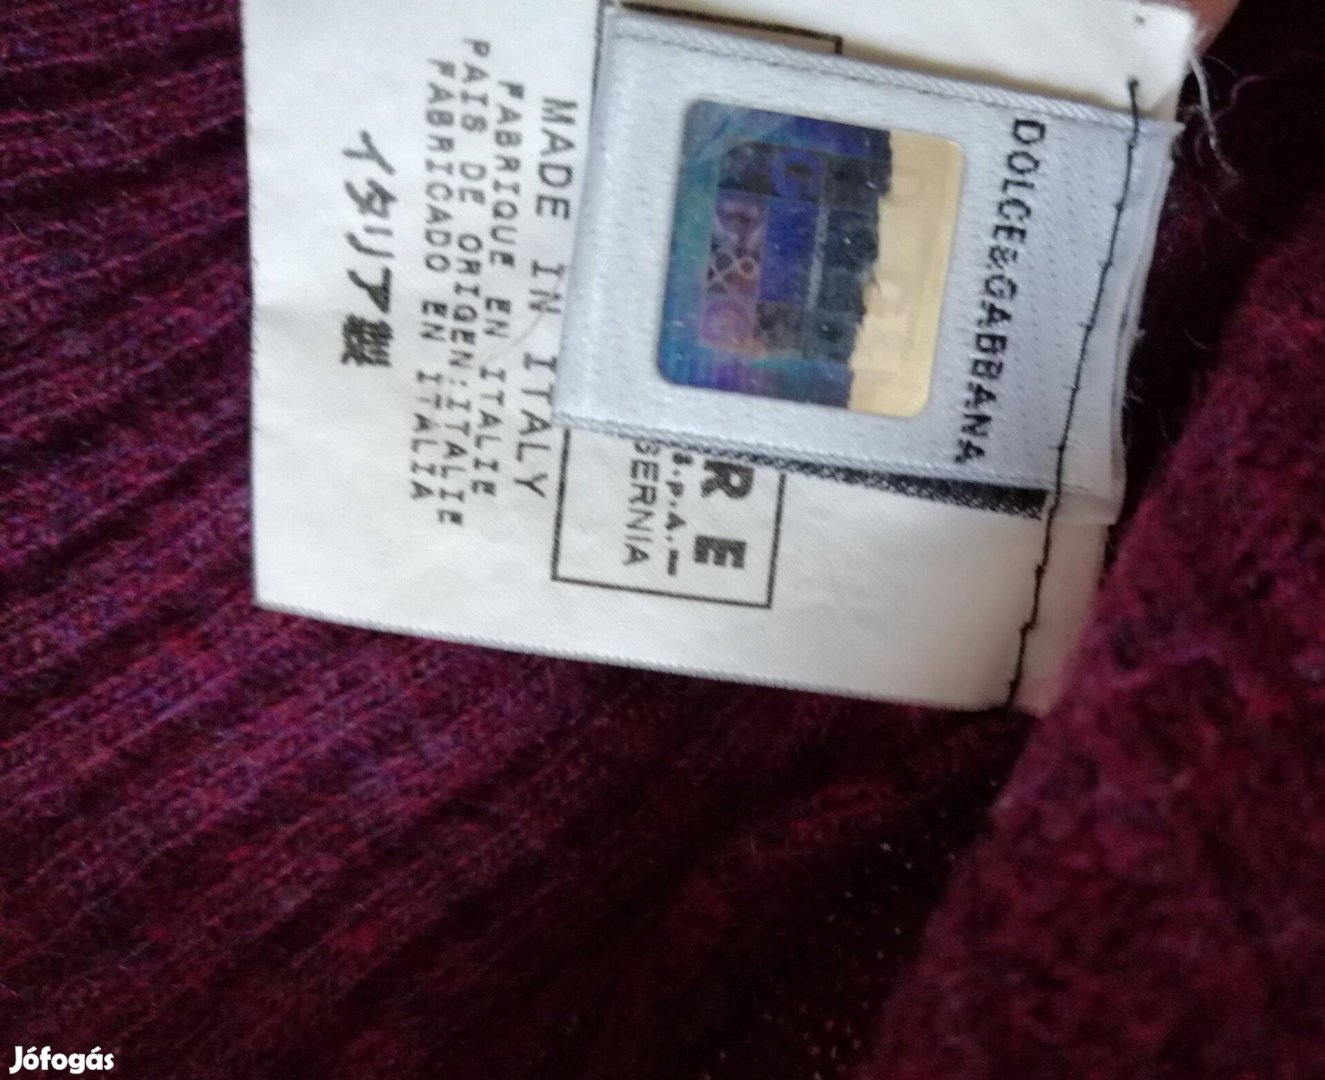 DOLCE&GABBANA
RE
S.P.A.—
SERNIA
MADE IN ITALY
FABRIQUE EN ITALIE
PAIS DE ORIGEN:ITALIE
FABRICADO EN ITALIA
イタリア製
Jófogás